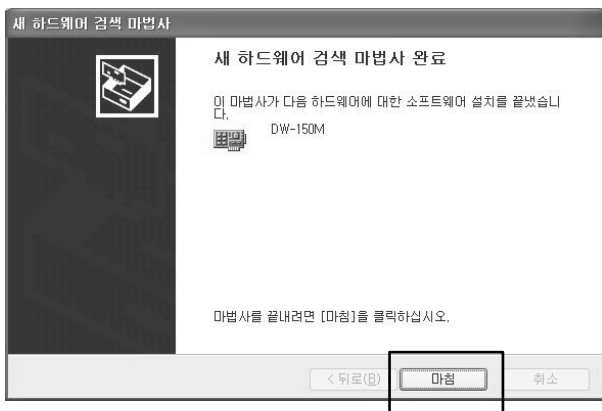 새 하드웨어 검색 마법사
새 하드웨어 검색 마법사 완료
이 마법사가 다음 하드웨어에 대한 소프트웨어 설치를 끝냈습니
다.
DW-150M
마법사를 끝내려면 [마침]을 클릭하십시오.
< 뒤로(B) 마침 취소